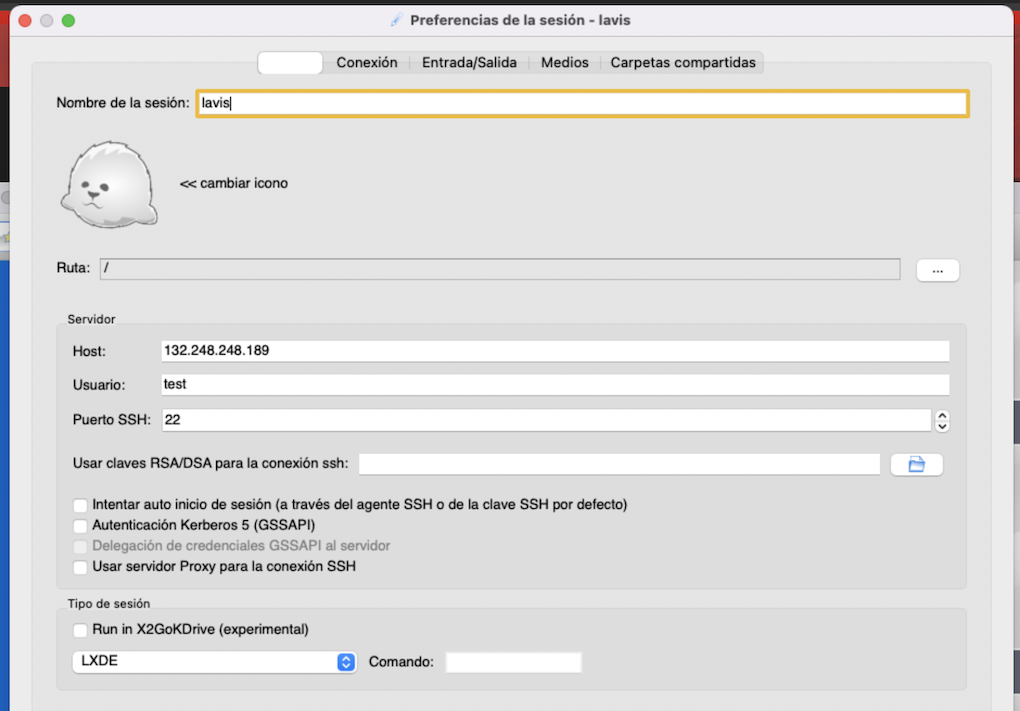 Preferencias de la sesión - lavis
Conexión Entrada/Salida Medios Carpetas compartidas
Nombre de la sesión: lavis
<< cambiar icono
Ruta: / ...
Servidor
Host: 132.248.248.189
Usuario: test
Puerto SSH: 22
Usar claves RSA/DSA para la conexión ssh:
Intentar auto inicio de sesión (a través del agente SSH o de la clave SSH por defecto)
Autenticación Kerberos 5 (GSSAPI)
Delegación de credenciales GSSAPI al servidor
Usar servidor Proxy para la conexión SSH
Tipo de sesión
Run in X2GoKDrive (experimental)
LXDE Comando: